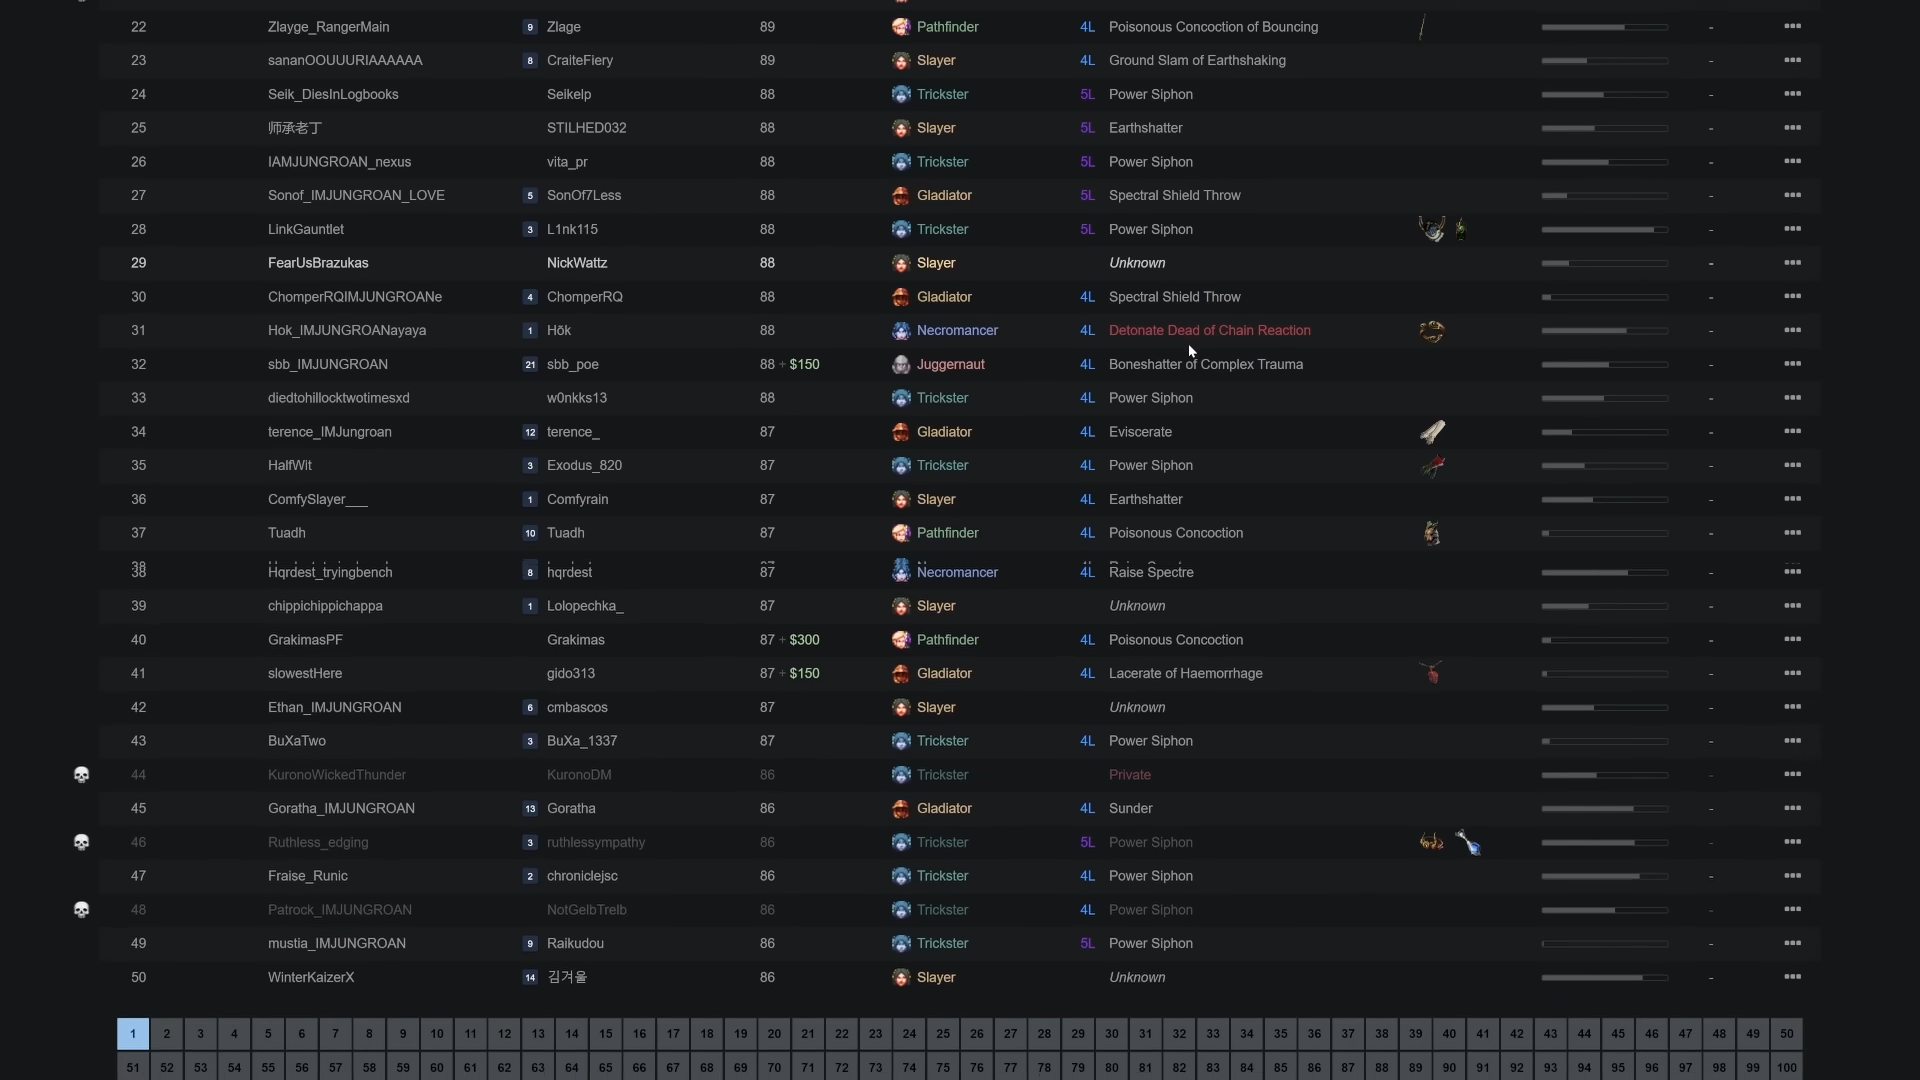 22 Zlayge_RangerMain 9 Zlage 89 Pathfinder 4L Poisonous Concoction of Bouncing
23 sananOOUUURIAAAAAA 8 CralteFiery 89 Slayer 4L Ground Slam of Earthshaking
24 Seik_DiesInLogbooks Seikelp 88 Trickster 5L Power Siphon
25 师承老丁 STILHED032 88 Slayer 5L Earthshatter
26 IAMJUNGROAN_nexus vita_pr 88 Trickster 5L Power Siphon
27 Sonof_IMJUNGROAN_LOVE 5 SonOf7Less 88 Gladiator 5L Spectral Shield Throw
28 LinkGauntlet 3 L1nk115 88 Trickster 5L Power Siphon
29 FearUsBrazukas NickWattz 88 Slayer Unknown
30 ChomperRQIMJUNGROANe 4 ChomperRQ 88 Gladiator 4L Spectral Shield Throw
31 Hok_IMJUNGROANayaya 1 Hõk 88 Necromancer 4L Detonate Dead of Chain Reaction
32 sbb_IMJUNGROAN 21 sbb_poe 88 + $150 Juggernaut 4L Boneshatter of Complex Trauma
33 diedtohillocktwotimesxd w0nkks13 88 Trickster 4L Power Siphon
34 terence_IMJungroan 12 terence_ 87 Gladiator 4L Eviscerate
35 HalfWit 3 Exodus_820 87 Trickster 4L Power Siphon
36 ComfySlayer___ 1 Comfyrain 87 Slayer 4L Earthshatter
37 Tuadh 10 Tuadh 87 Pathfinder 4L Poisonous Concoction
38 Hqrdest_tryingbench 8 hqrdest 87 Necromancer 4L Raise Spectre
39 chippichippichappa 1 Lolopechka_ 87 Slayer Unknown
40 GrakimasPF Grakimas 87 + $300 Pathfinder 4L Poisonous Concoction
41 slowestHere gido313 87 + $150 Gladiator 4L Lacerate of Haemorrhage
42 Ethan_IMJUNGROAN 6 cmbascos 87 Slayer Unknown
43 BuXaTwo 3 BuXa_1337 87 Trickster 4L Power Siphon
44 KuronoWickedThunder KuronoDM 86 Trickster Private
45 Goratha_IMJUNGROAN 13 Goratha 86 Gladiator 4L Sunder
46 Ruthless_edging 3 ruthlessympathy 86 Trickster 5L Power Siphon
47 Fraise_Runic 2 chroniclejsc 86 Trickster 4L Power Siphon
48 Patrock_IMJUNGROAN NotGelbTrelb 86 Trickster 4L Power Siphon
49 mustia_IMJUNGROAN 9 Raikudou 86 Trickster 5L Power Siphon
50 WinterKaizerX 14 김겨울 86 Slayer Unknown
1 2 3 4 5 6 7 8 9 10 11 12 13 14 15 16 17 18 19 20 21 22 23 24 25 26 27 28 29 30 31 32 33 34 35 36 37 38 39 40 41 42 43 44 45 46 47 48 49 50
51 52 53 54 55 56 57 58 59 60 61 62 63 64 65 66 67 68 69 70 71 72 73 74 75 76 77 78 79 80 81 82 83 84 85 86 87 88 89 90 91 92 93 94 95 96 97 98 99 100